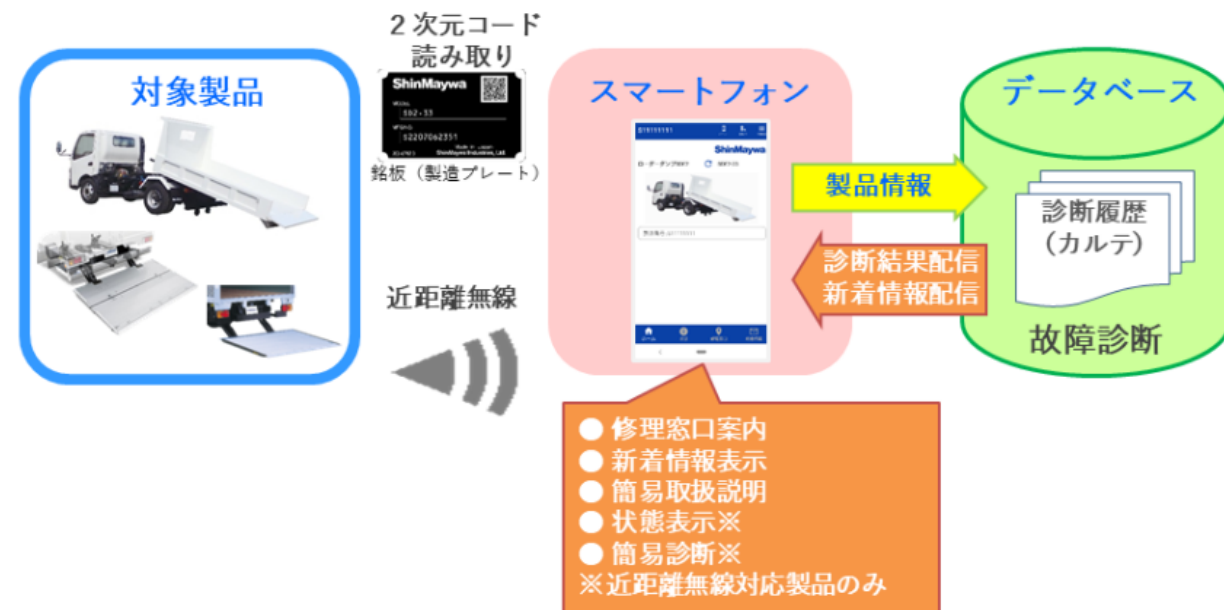 対象製品
2次元コード
読み取り
ShinMaywa
MODEL
銘板（製造プレート）
近距離無線
スマートフォン
ShinMaywa
製品情報
診断結果配信
新着情報配信
データベース
診断履歴
(カルテ)
故障診断
● 修理窓口案内
● 新着情報表示
● 簡易取扱説明
● 状態表示※
● 簡易診断※
※近距離無線対応製品のみ